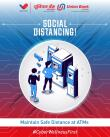 Union Bank
SOCIAL
DISTANCING!
Maintain Safe Distance at ATMs
#CyberWellnessFirst